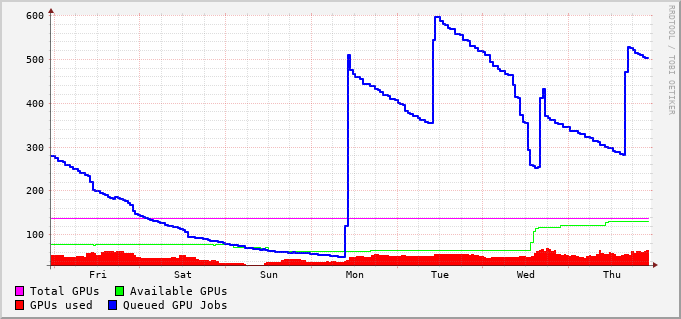 RRDTOOL / TOBI OETIKER
600
500
400
300
200
100
Fri Sat Sun Mon Tue Wed Thu
Total GPUs Available GPUs
GPUs used Queued GPU Jobs